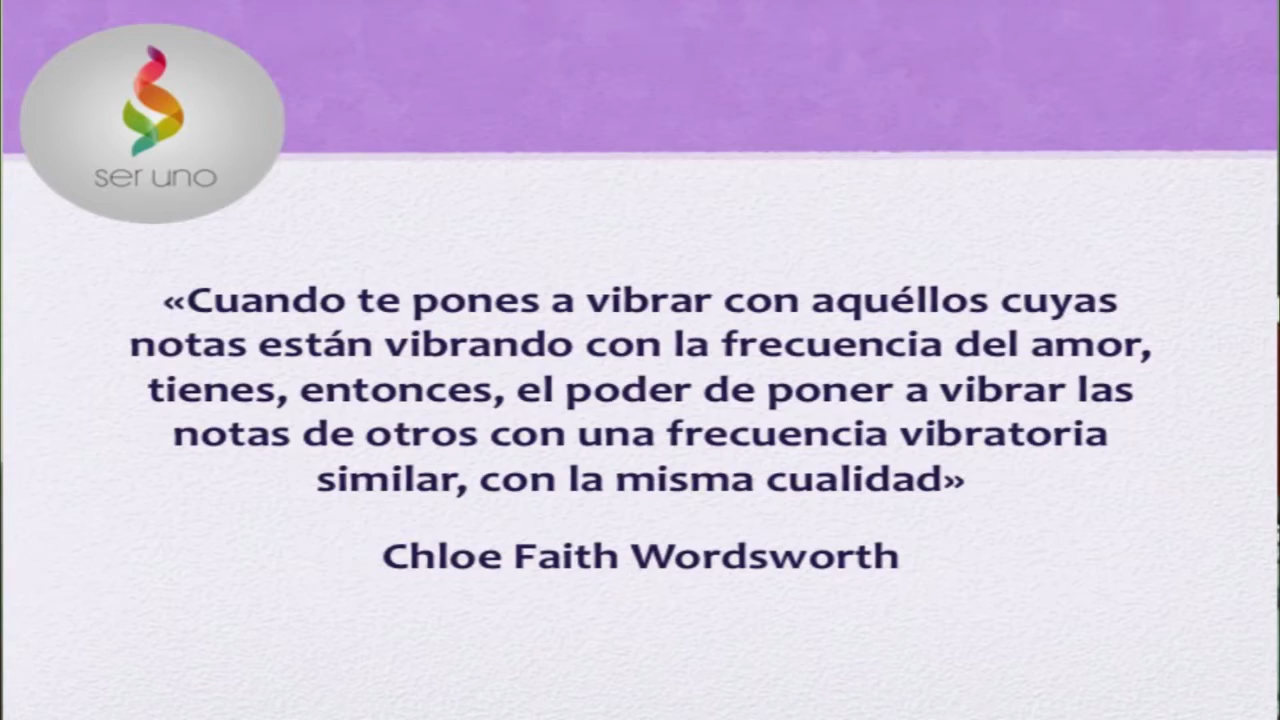 ser uno
«Cuando te pones a vibrar con aquéllos cuyas
notas están vibrando con la frecuencia del amor,
tienes, entonces, el poder de poner a vibrar las
notas de otros con una frecuencia vibratoria
similar, con la misma cualidad»
Chloe Faith Wordsworth